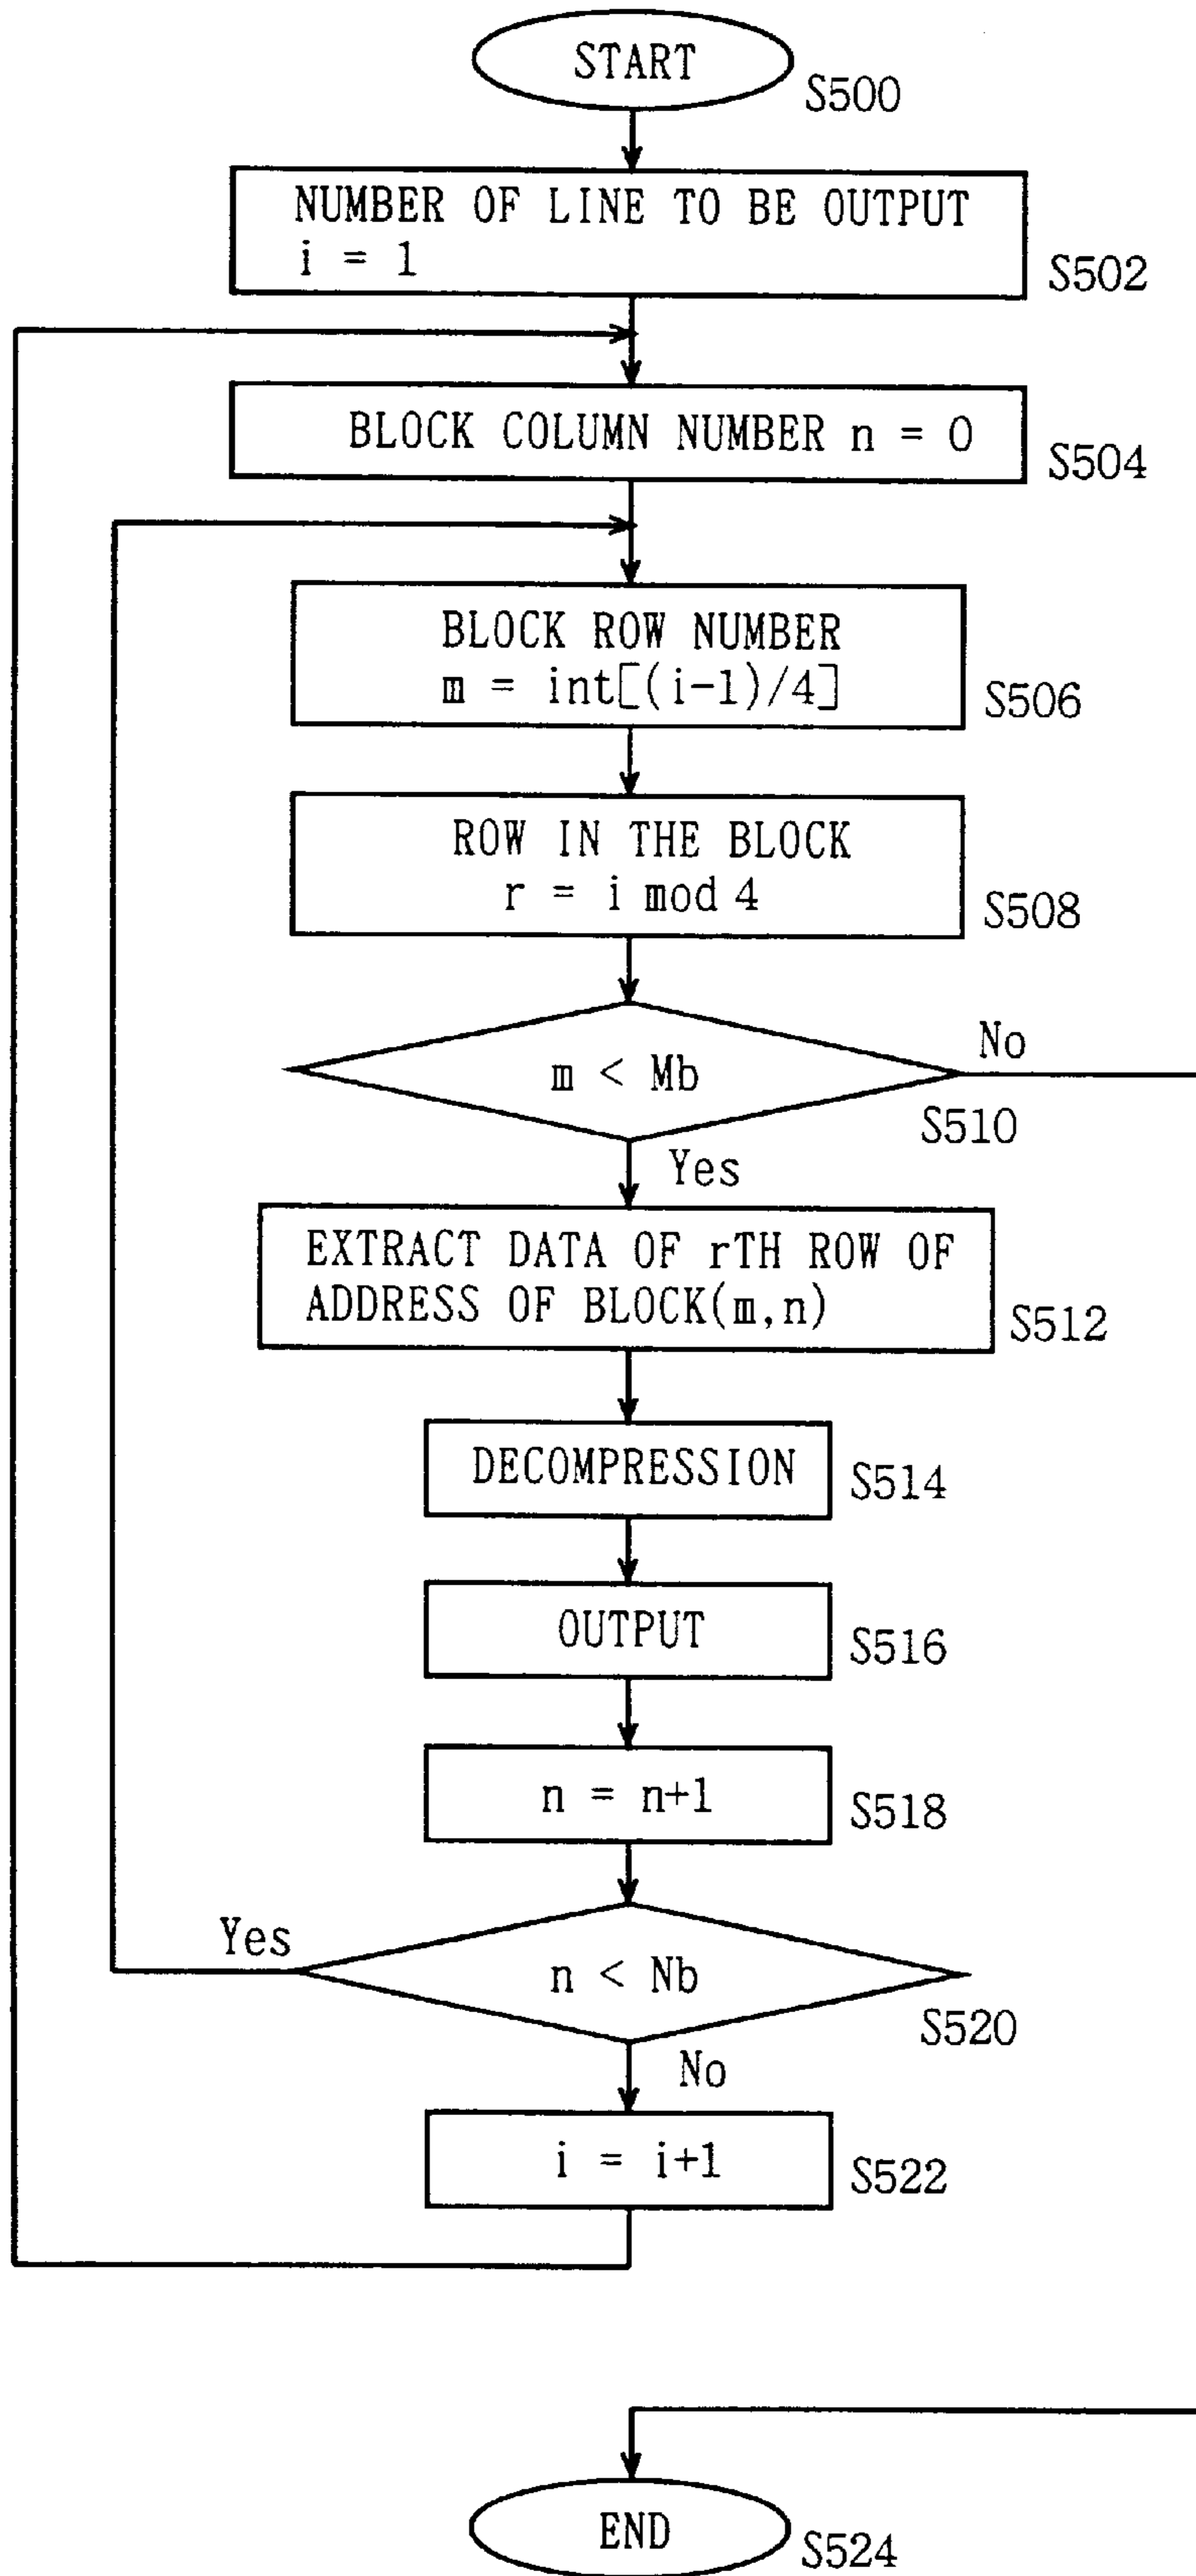 START
S500
NUMBER OF LINE TO BE OUTPUT
i = 1
S502
BLOCK COLUMN NUMBER n = 0
S504
BLOCK ROW NUMBER
m = int[(i-1)/4]
S506
ROW IN THE BLOCK
r = i mod 4
S508
m < Mb
No
S510
Yes
EXTRACT DATA OF rTH ROW OF
ADDRESS OF BLOCK(m,n)
S512
DECOMPRESSION
S514
OUTPUT
S516
n = n+1
S518
Yes
n < Nb
S520
No
i = i+1
S522
END
S524